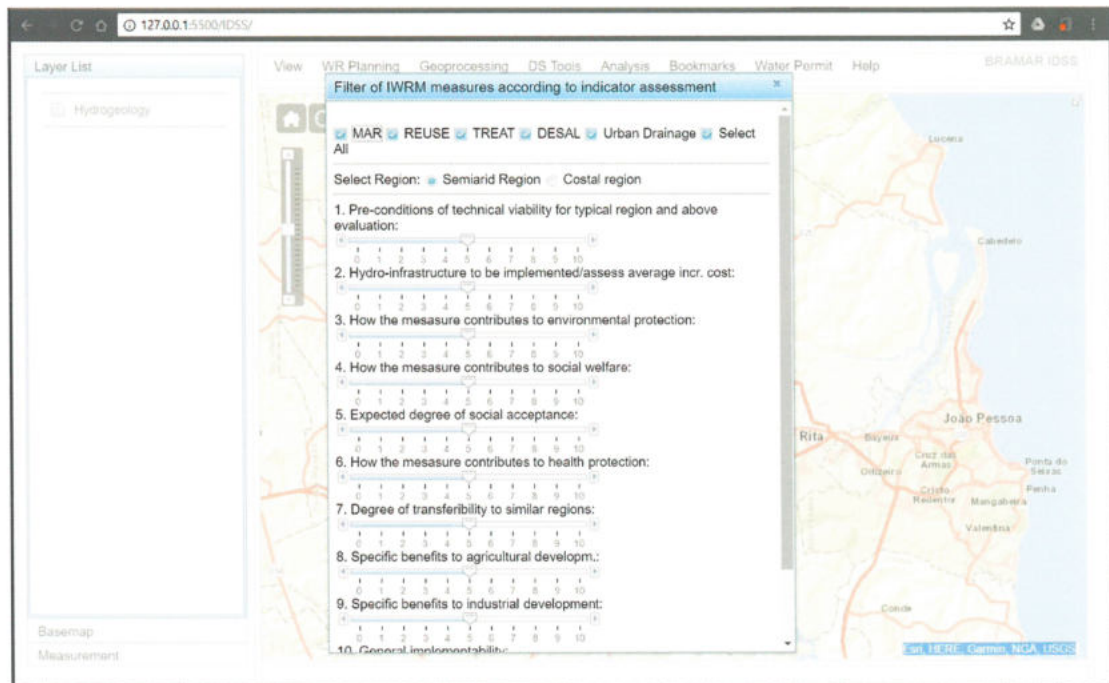 127.0.0.1:5500/IDSS/
Layer List
View WR Planning Geoprocessing DS Tools Analysis Bookmarks Water Permit Help
BRAMAR IDSS
Hydrogeology
Filter of IWRM measures according to indicator assessment
MAR REUSE TREAT DESAL Urban Drainage Select
All
Select Region: Semiarid Region Costal region
1. Pre-conditions of technical viability for typical region and above
evaluation:
0 1 2 3 4 5 6 7 8 9 10
2. Hydro-infrastructure to be implemented/assess average incr. cost:
0 1 2 3 4 5 6 7 8 9 10
3. How the mesasure contributes to environmental protection:
0 1 2 3 4 5 6 7 8 9 10
4. How the mesasure contributes to social welfare:
0 1 2 3 4 5 6 7 8 9 10
5. Expected degree of social acceptance:
0 1 2 3 4 5 6 7 8 9 10
6. How the mesasure contributes to health protection:
0 1 2 3 4 5 6 7 8 9 10
7. Degree of transferibility to similar regions:
0 1 2 3 4 5 6 7 8 9 10
8. Specific benefits to agricultural developm.:
0 1 2 3 4 5 6 7 8 9 10
9. Specific benefits to industrial development:
0 1 2 3 4 5 6 7 8 9 10
10. General implementability:
Lucena
Cabedelo
João Pessoa
Rita
Bayeux
Cruz das
Armas
Ponta do
Seixas
Cristo
Redentor
Mangabeira
Penha
Valentina
Conde
Basemap
Measurement
Esri, HERE, Garmin, NGA, USGS